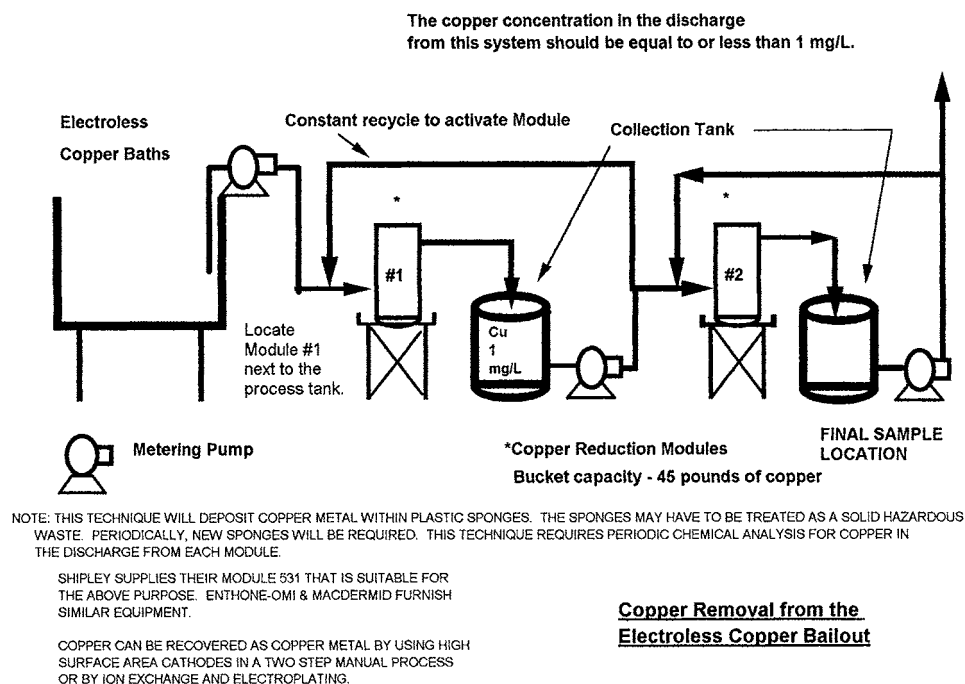 The copper concentration in the discharge
from this system should be equal to or less than 1 mg/L.
Electroless
Copper Baths
Constant recycle to activate Module
Collection Tank
*
*
#1
#2
Cu
1
mg/L
Locate
Module #1
next to the
process tank.
Metering Pump
*Copper Reduction Modules
Bucket capacity - 45 pounds of copper
FINAL SAMPLE
LOCATION
NOTE: THIS TECHNIQUE WILL DEPOSIT COPPER METAL WITHIN PLASTIC SPONGES. THE SPONGES MAY HAVE TO BE TREATED AS A SOLID HAZARDOUS
WASTE. PERIODICALLY, NEW SPONGES WILL BE REQUIRED. THIS TECHNIQUE REQUIRES PERIODIC CHEMICAL ANALYSIS FOR COPPER IN
THE DISCHARGE FROM EACH MODULE.
SHIPLEY SUPPLIES THEIR MODULE 531 THAT IS SUITABLE FOR
THE ABOVE PURPOSE. ENTHONE-OMI & MACDERMID FURNISH
SIMILAR EQUIPMENT.
COPPER CAN BE RECOVERED AS COPPER METAL BY USING HIGH
SURFACE AREA CATHODES IN A TWO STEP MANUAL PROCESS
OR BY ION EXCHANGE AND ELECTROPLATING.
Copper Removal from the
Electroless Copper Bailout